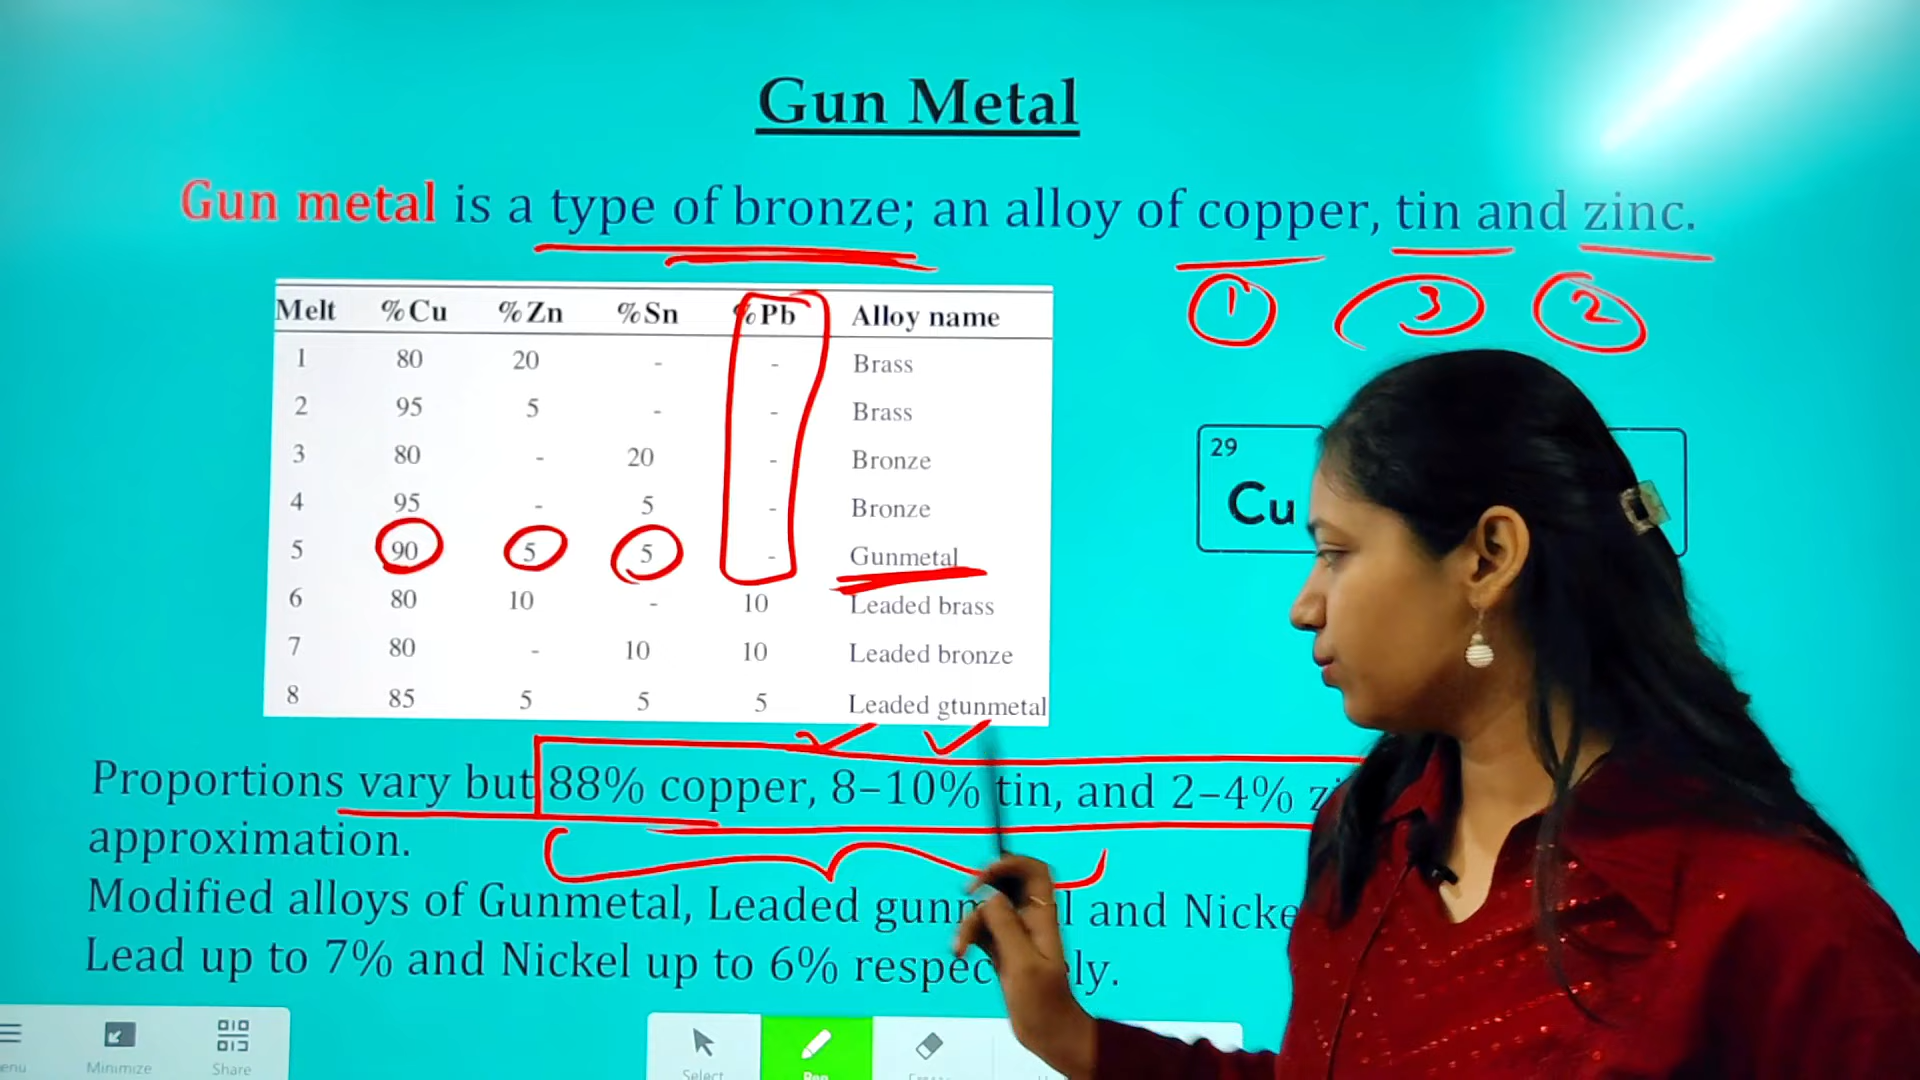 Gun Metal
Gun metal is a type of bronze; an alloy of copper, tin and zinc.
1 3 2
Melt %Cu %Zn %Sn %Pb Alloy name
1 80 20 - - Brass
2 95 5 - - Brass
3 80 - 20 - Bronze
4 95 - 5 - Bronze
5 90 5 5 - Gunmetal
6 80 10 - 10 Leaded brass
7 80 - 10 10 Leaded bronze
8 85 5 5 5 Leaded gtunmetal
29
Cu
Proportions vary but 88% copper, 8–10% tin, and 2–4%
approximation.
Modified alloys of Gunmetal, Leaded and
Lead up to 7% and Nickel up to 6%
Minimize Share Select